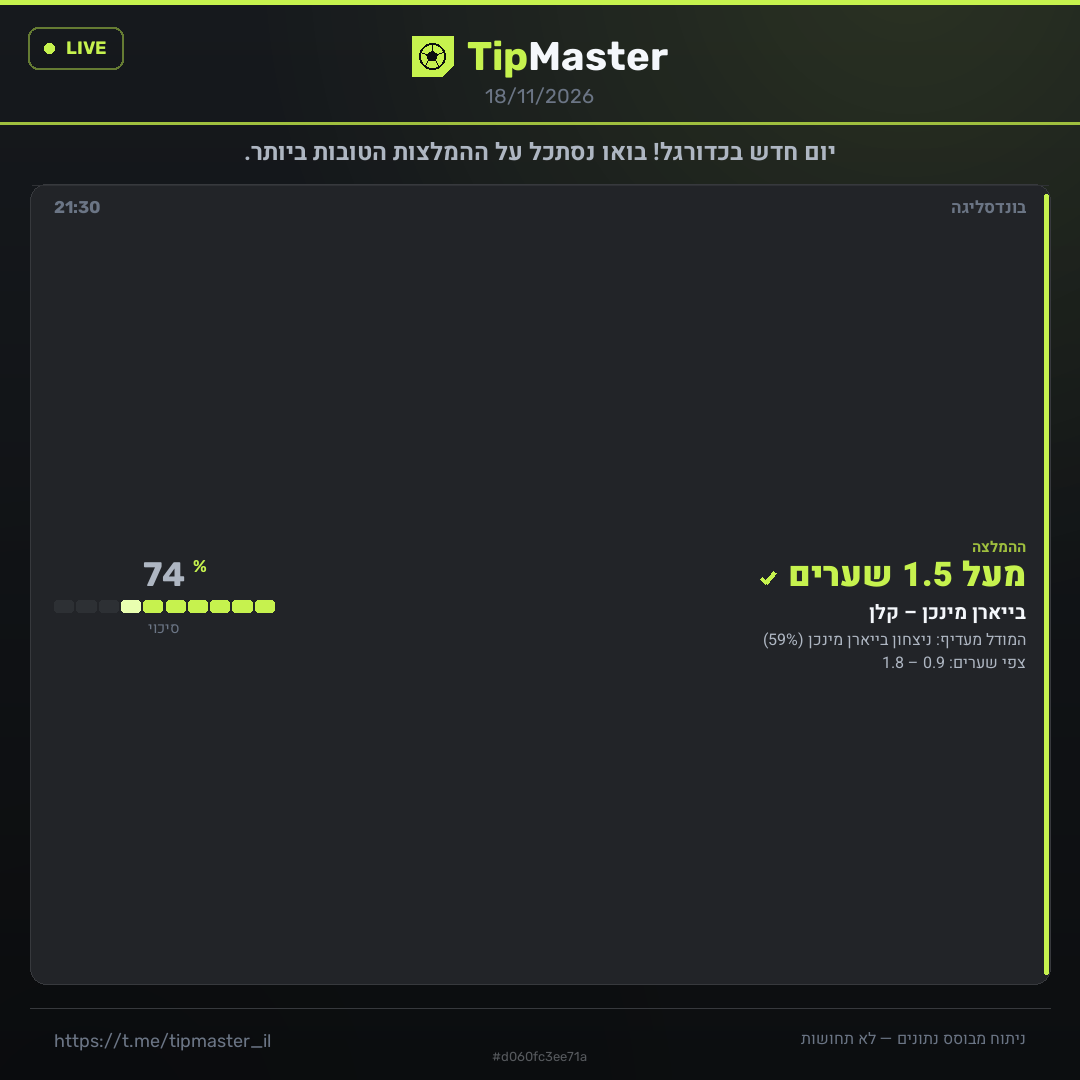 LIVE
TipMaster
18/11/2026
יום חדש בכדורגל! בואו נסתכל על ההמלצות הטובות ביותר.
בונדסליגה
21:30
ההמלצה
מעל 1.5 שערים ✓
בייארן מינכן – קלן
המודל מעדיף: ניצחון בייארן מינכן (59%)
צפי שערים: 0.9 – 1.8
74 %
סיכוי
ניתוח מבוסס נתונים — לא תחושות
https://t.me/tipmaster_il
#d060fc3ee71a